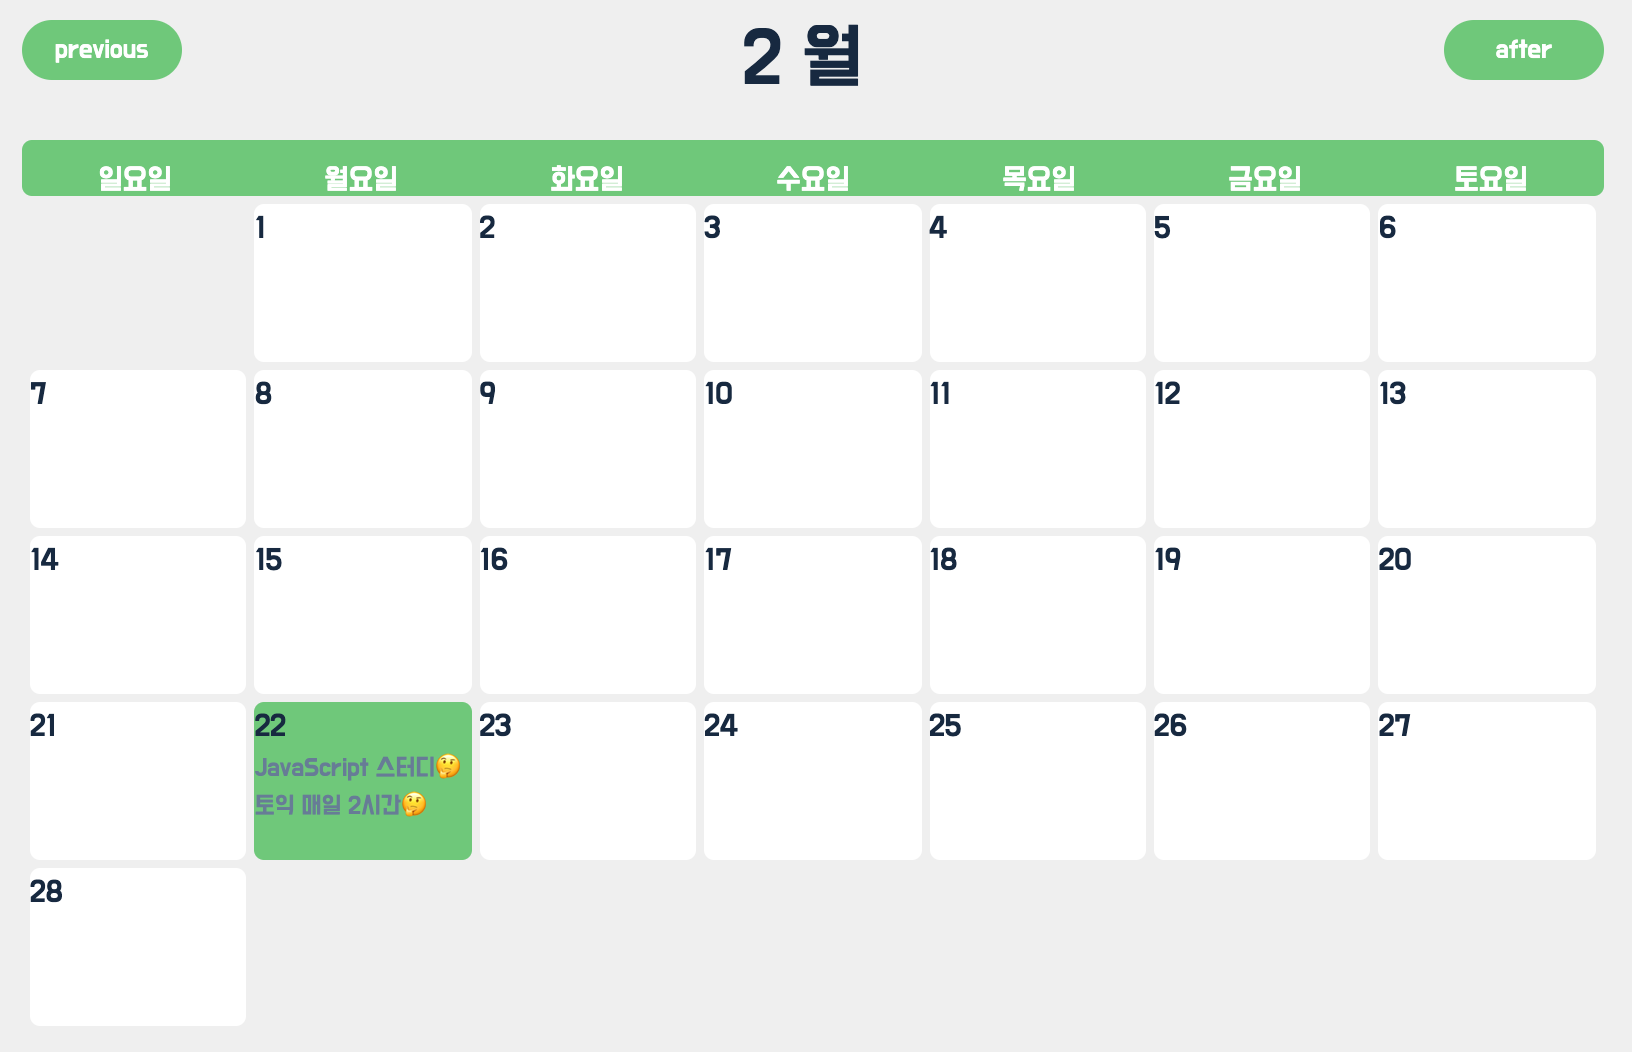 previous
2 월
after
일요일 월요일 화요일 수요일 목요일 금요일 토요일
1 2 3 4 5 6
7 8 9 10 11 12 13
14 15 16 17 18 19 20
21 22 23 24 25 26 27
JavaScript 스터디🤔
토익 매일 2시간🤔
28